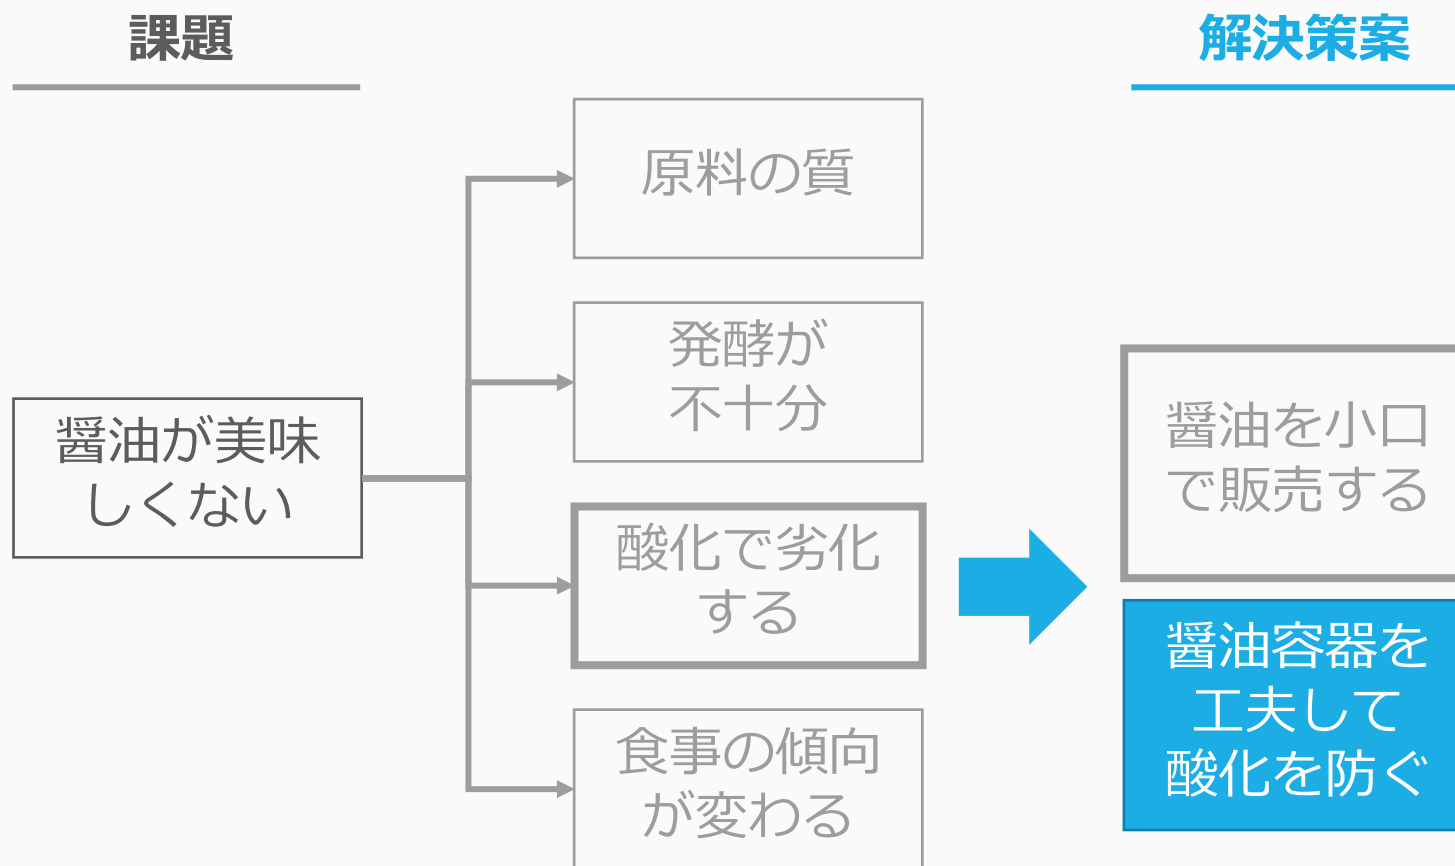 課題
解決策案
原料の質
発酵が
不十分
醤油が美味
しくない
酸化で劣化
する
食事の傾向
が変わる
醤油を小口
で販売する
醤油容器を
工夫して
酸化を防ぐ